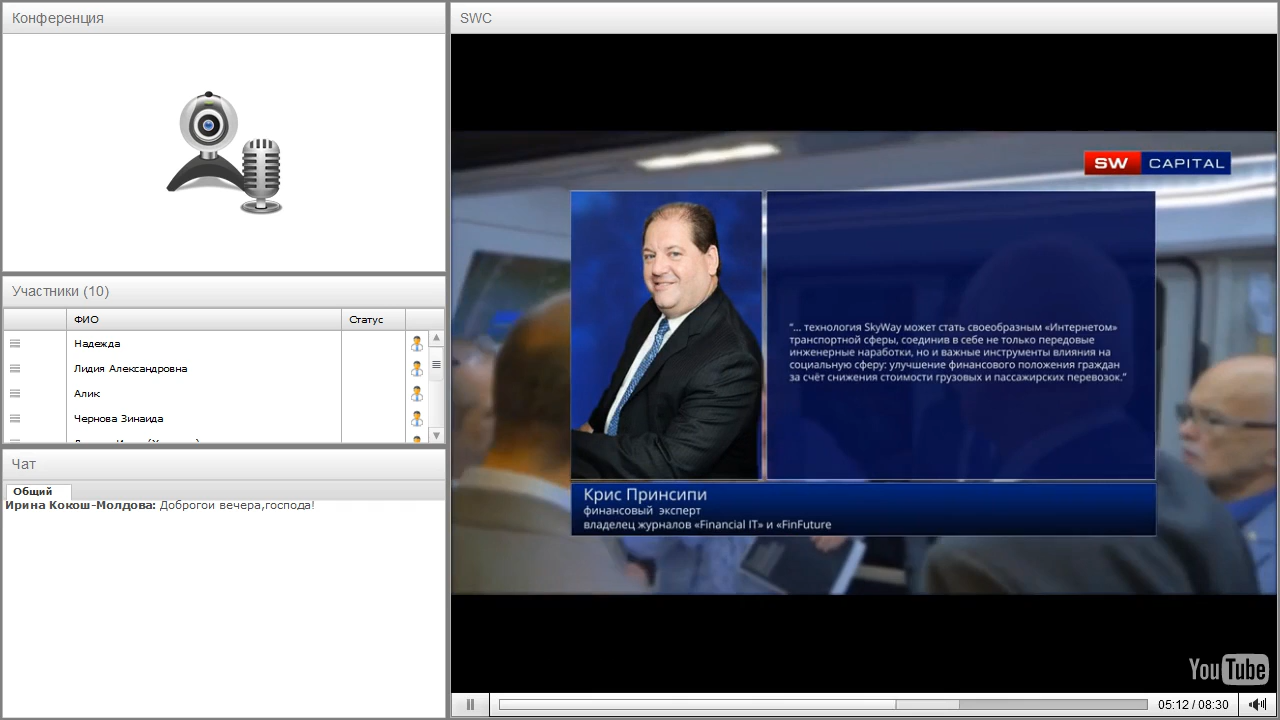 Конференция
SWC
SW CAPITAL
"... технология SkyWay может стать своеобразным «Интернетом»
транспортной сферы, соединив в себе не только передовые
инженерные наработки, но и важные инструменты влияния на
социальную сферу: улучшение финансового положения граждан
за счёт снижения стоимости грузовых и пассажирских перевозок."
Крис Принсипи
финансовый эксперт
владелец журналов «Financial IT» и «FinFuture
Участники (10)
ФИО Статус
Надежда
Лидия Александровна
Алик
Чернова Зинаида
Чат
Общий
Ирина Кокош-Молдова: Доброгои вечера,господа!
YouTube
05:12 / 08:30